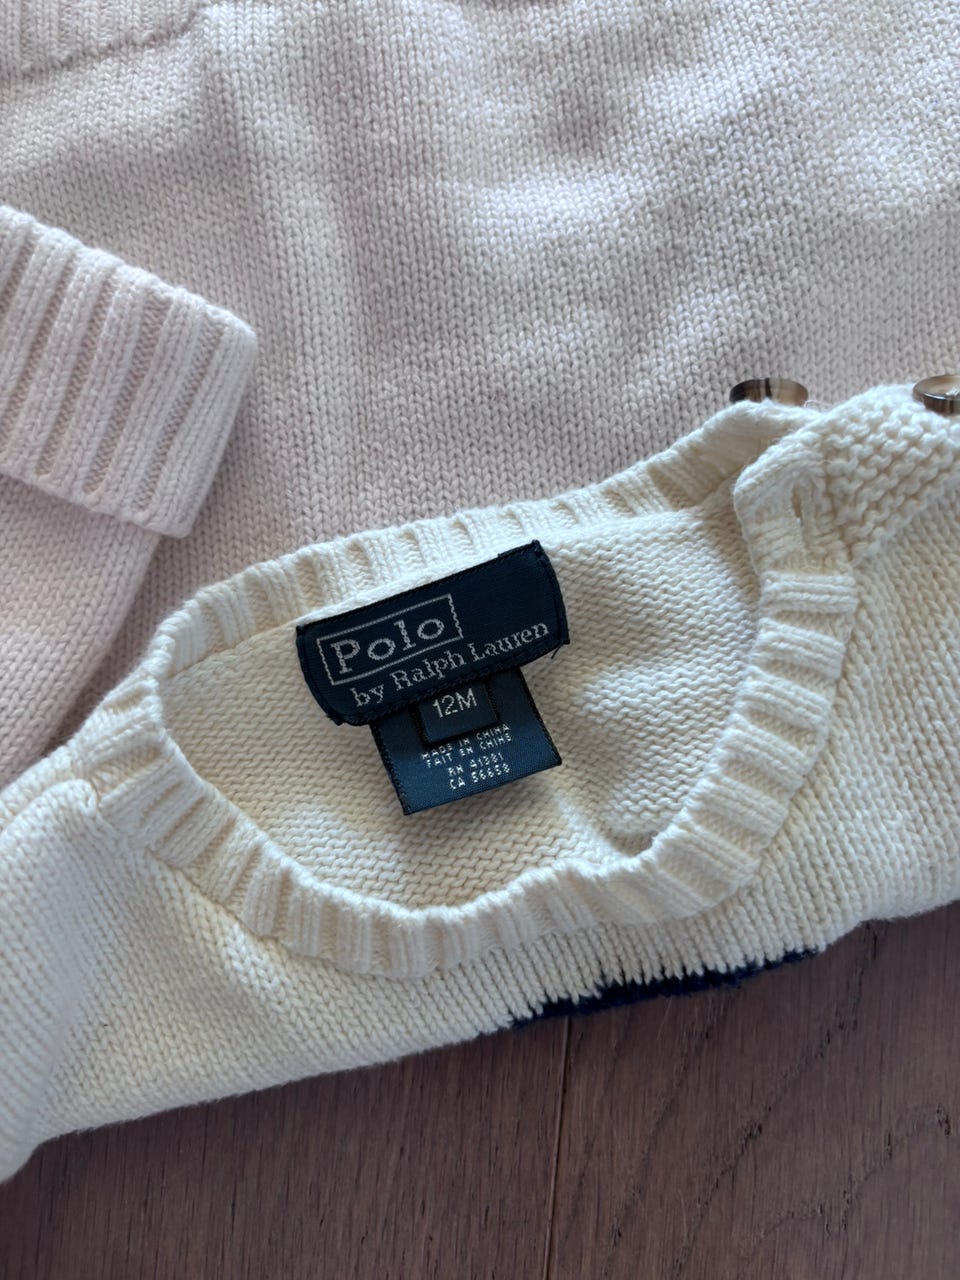 Polo
by Ralph Lauren
12M
MADE IN CHINA
FAIT EN CHINE
RN 41381
CA 56658